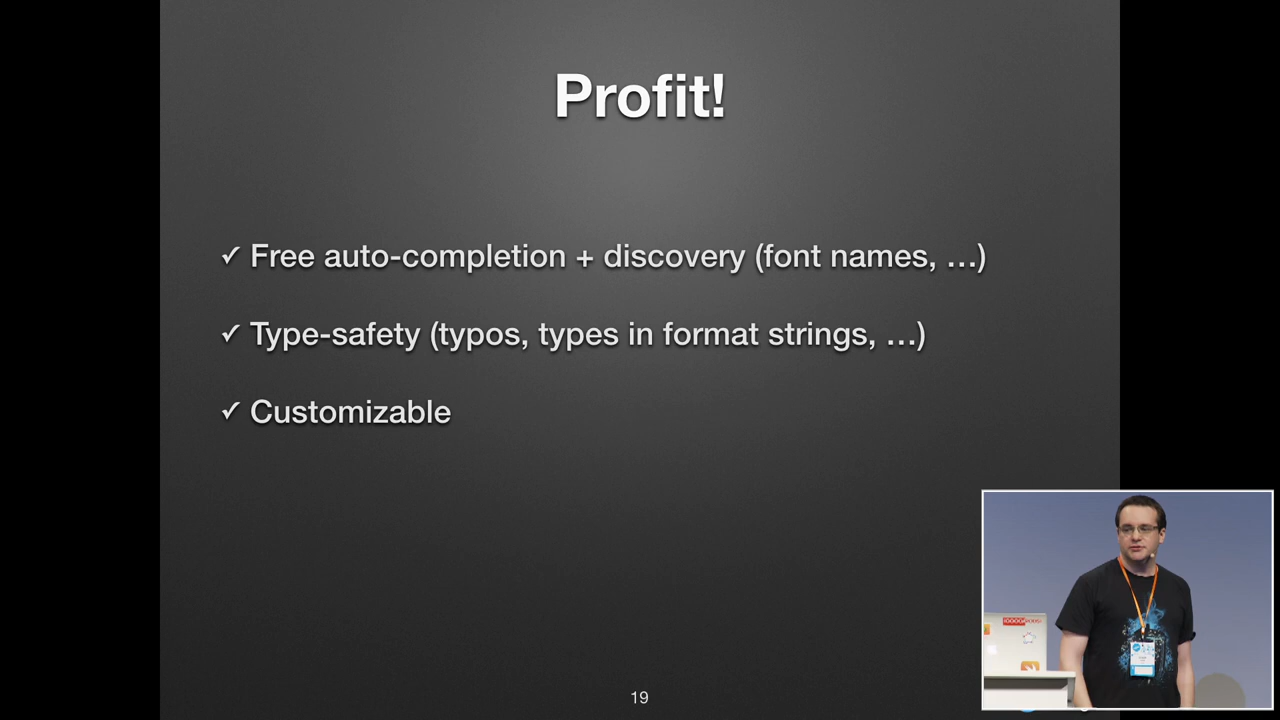 Profit!
✓ Free auto-completion + discovery (font names, …)
✓ Type-safety (typos, types in format strings, …)
✓ Customizable
19